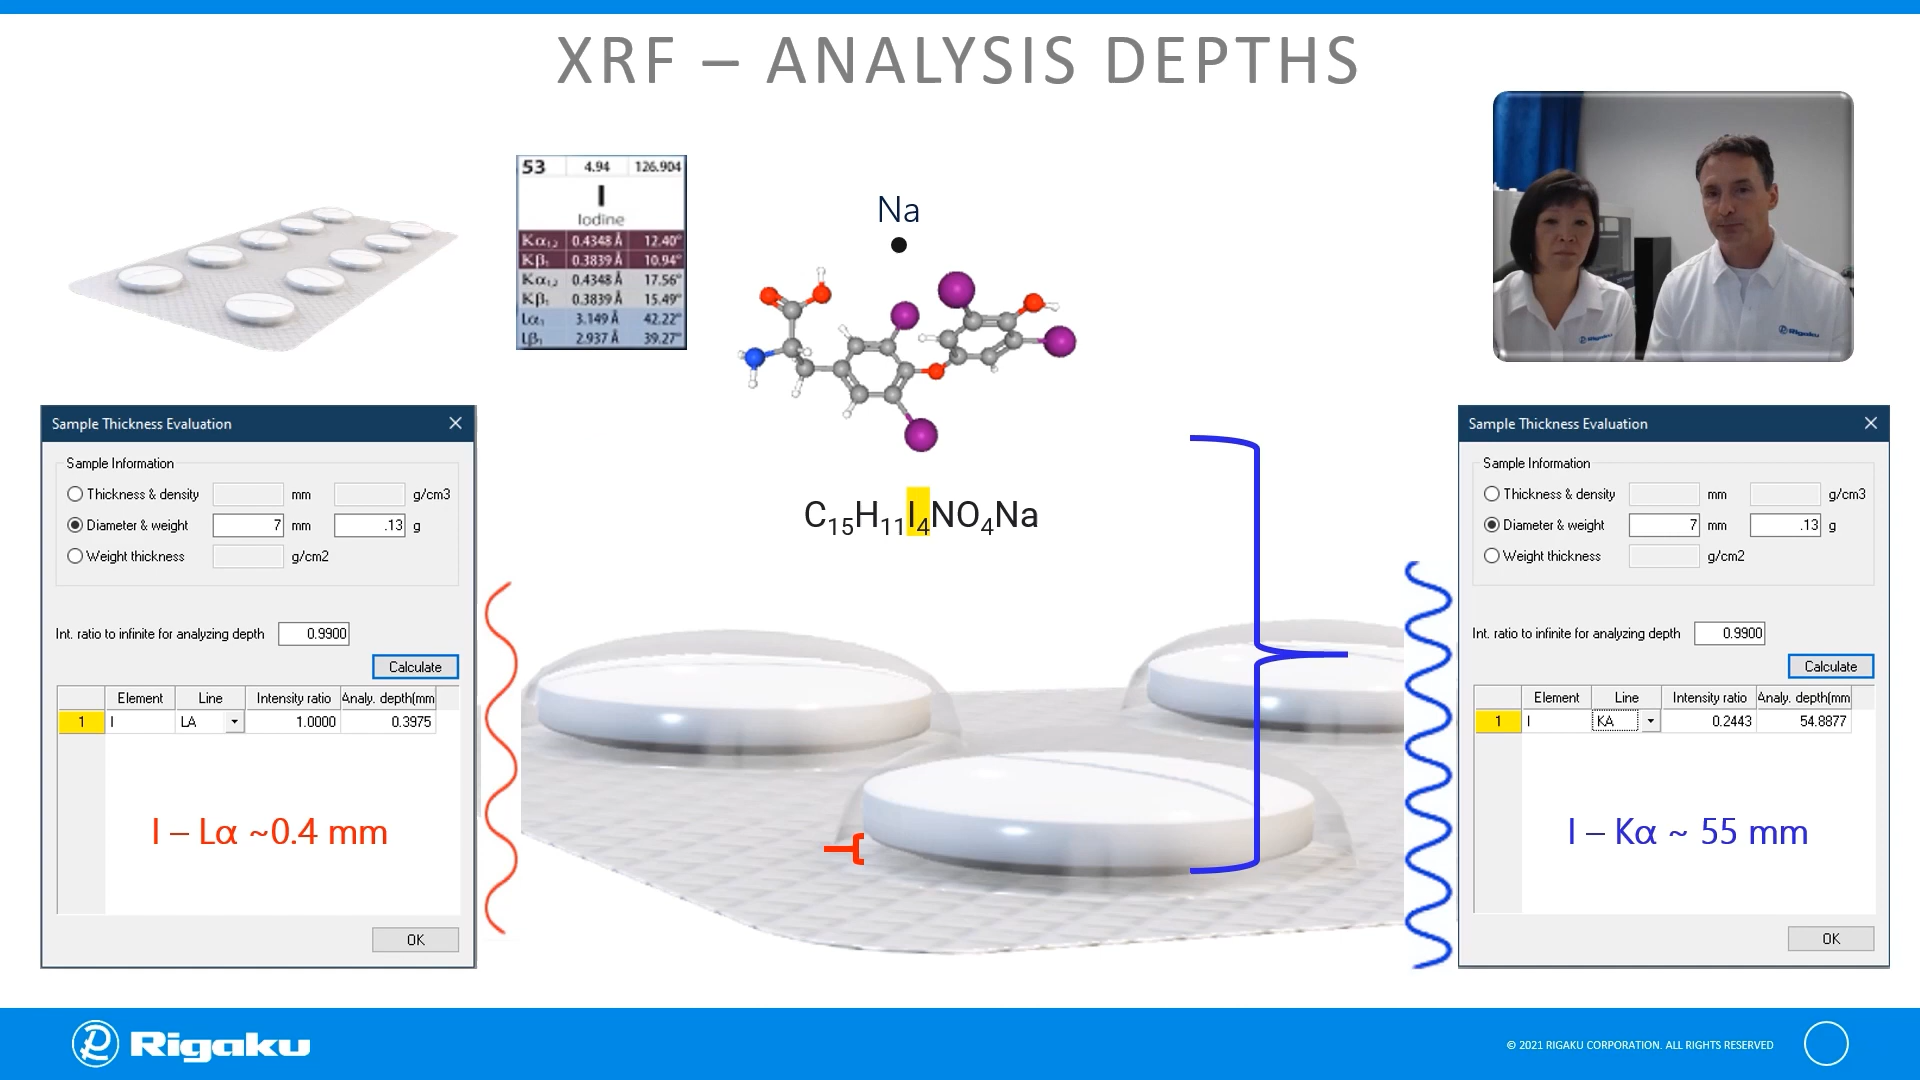 XRF – ANALYSIS DEPTHS
53 4.94 126.904
I
Iodine
Kα1,2 0.4348 Å 12.40°
Kβ1 0.3839 Å 10.94°
Kα1,2 0.4348 Å 17.56°
Kβ1 0.3839 Å 15.49°
Lα1 3.149 Å 42.22°
Lβ1 2.937 Å 39.27°
Na
Rigaku
Rigaku
C15H11I4NO4Na
Sample Thickness Evaluation
Sample Information
Thickness & density mm g/cm3
Diameter & weight 7 mm .13 g
Weight thickness g/cm2
Int. ratio to infinite for analyzing depth 0.9900
Calculate
Element Line Intensity ratio Analy. depth(mm
1 I LA 1.0000 0.3975
I – Lα ~0.4 mm
OK
Sample Thickness Evaluation
Sample Information
Thickness & density mm g/cm3
Diameter & weight 7 mm .13 g
Weight thickness g/cm2
Int. ratio to infinite for analyzing depth 0.9900
Calculate
Element Line Intensity ratio Analy. depth(mm
1 I KA 0.2443 54.8877
I – Kα ~ 55 mm
OK
Rigaku
© 2021 RIGAKU CORPORATION. ALL RIGHTS RESERVED